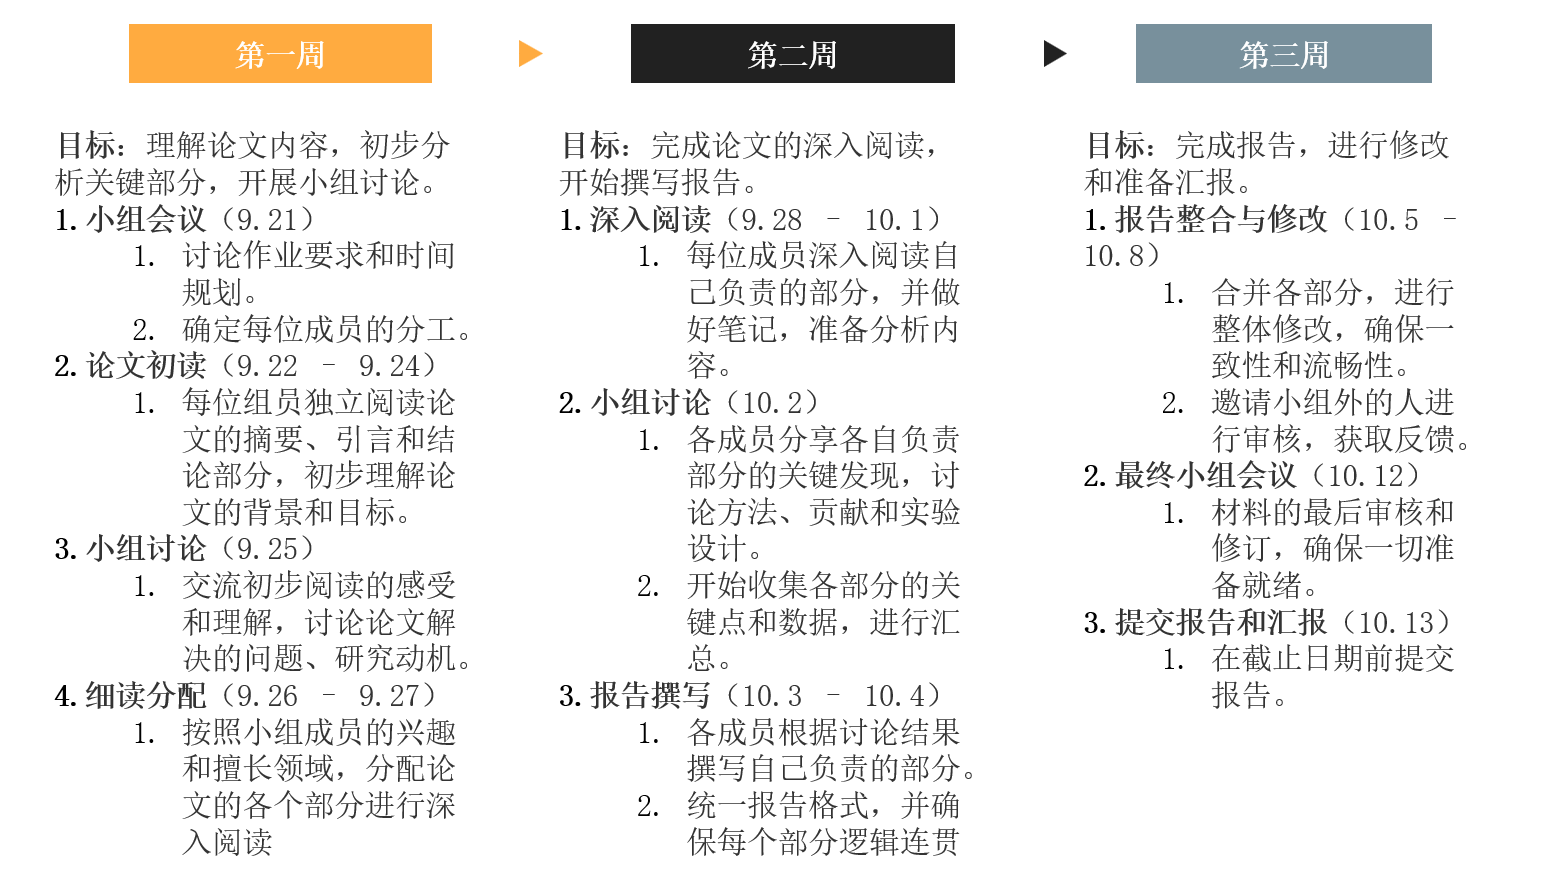 第一周
目标：理解论文内容，初步分
析关键部分，开展小组讨论。
1.小组会议（9.21）
1. 讨论作业要求和时间
规划。
2. 确定每位成员的分工。
2.论文初读（9.22 – 9.24）
1. 每位组员独立阅读论
文的摘要、引言和结
论部分，初步理解论
文的背景和目标。
3.小组讨论（9.25）
1. 交流初步阅读的感受
和理解，讨论论文解
决的问题、研究动机。
4.细读分配（9.26 – 9.27）
1. 按照小组成员的兴趣
和擅长领域，分配论
文的各个部分进行深
入阅读
第二周
目标：完成论文的深入阅读，
开始撰写报告。
1.深入阅读（9.28 – 10.1）
1. 每位成员深入阅读自
己负责的部分，并做
好笔记，准备分析内
容。
2.小组讨论（10.2）
1. 各成员分享各自负责
部分的关键发现，讨
论方法、贡献和实验
设计。
2. 开始收集各部分的关
键点和数据，进行汇
总。
3.报告撰写（10.3 – 10.4）
1. 各成员根据讨论结果
撰写自己负责的部分。
2. 统一报告格式，并确
保每个部分逻辑连贯
第三周
目标：完成报告，进行修改
和准备汇报。
1.报告整合与修改（10.5 –
10.8）
1. 合并各部分，进行
整体修改，确保一
致性和流畅性。
2. 邀请小组外的人进
行审核，获取反馈。
2.最终小组会议（10.12）
1. 材料的最后审核和
修订，确保一切准
备就绪。
3.提交报告和汇报（10.13）
1. 在截止日期前提交
报告。